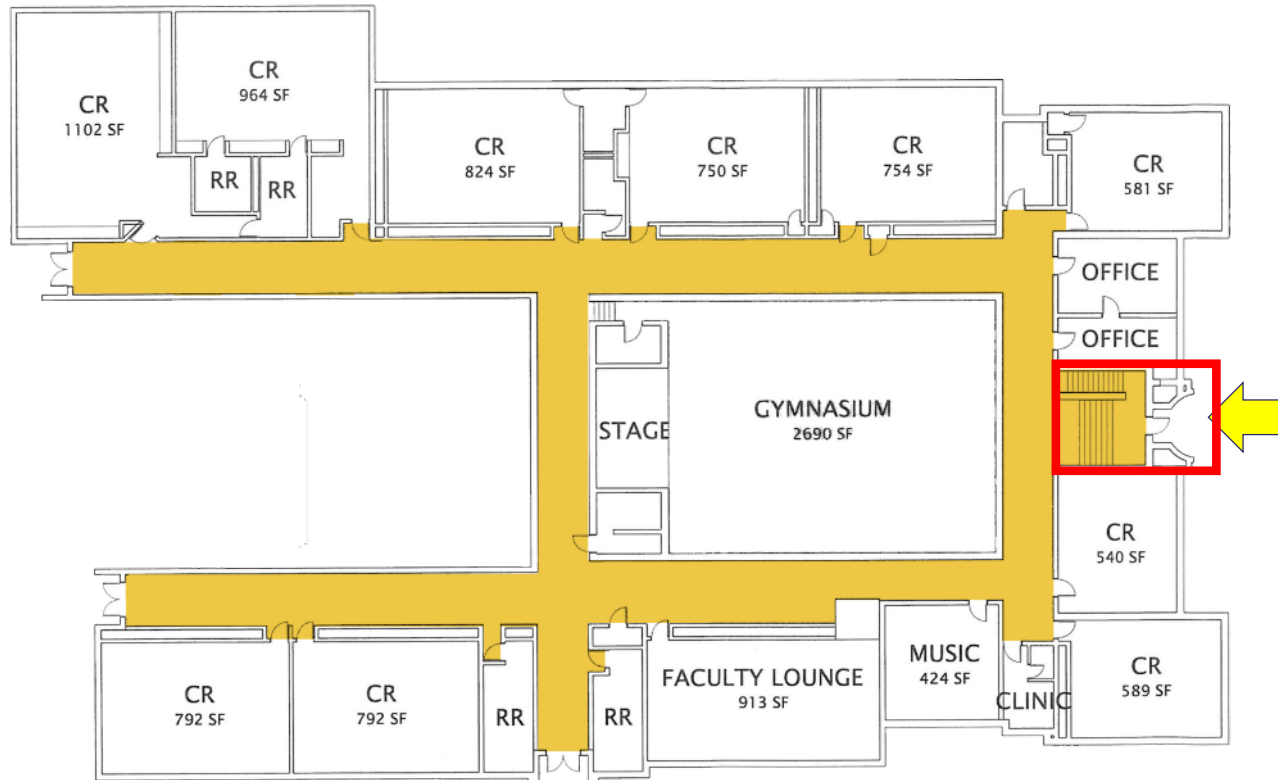 CR
1102 SF
CR
964 SF
RR
RR
CR
824 SF
CR
750 SF
CR
754 SF
CR
581 SF
OFFICE
OFFICE
STAGE
GYMNASIUM
2690 SF
CR
540 SF
CR
792 SF
CR
792 SF
RR
RR
FACULTY LOUNGE
913 SF
MUSIC
424 SF
CLINIC
CR
589 SF